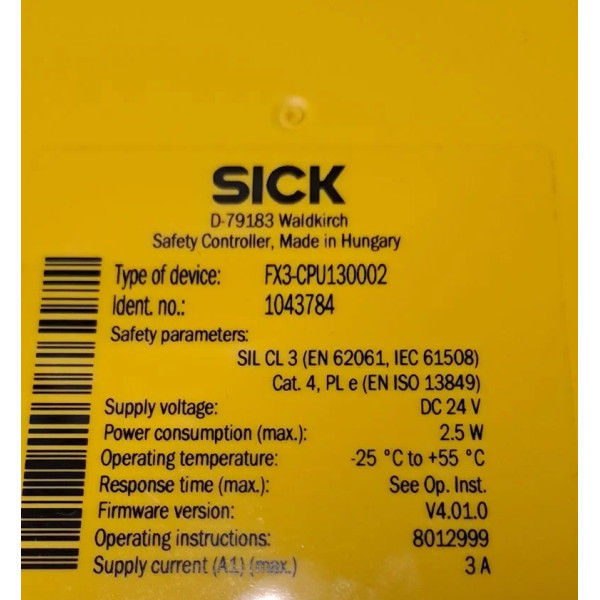 SICK
D-79183 Waldkirch
Safety Controller, Made in Hungary
Type of device: FX3-CPU130002
Ident. no.: 1043784
Safety parameters:
SIL CL 3 (EN 62061, IEC 61508)
Cat. 4, PL e (EN ISO 13849)
Supply voltage: DC 24 V
Power consumption (max.): 2.5 W
Operating temperature: -25 °C to +55 °C
Response time (max.): See Op. Inst.
Firmware version: V4.01.0
Operating instructions: 8012999
Supply current (A1) (max.) 3 A